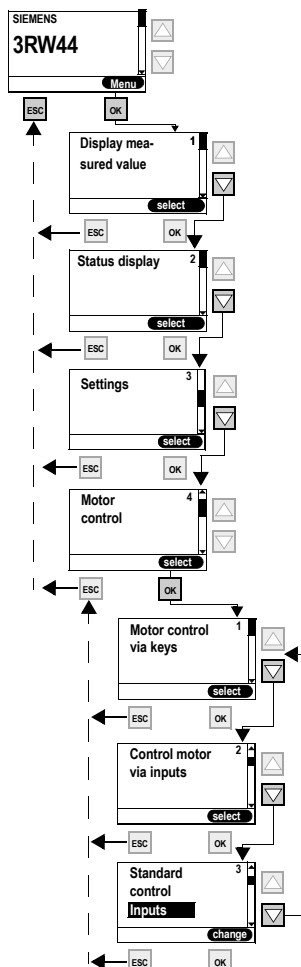 SIEMENS
3RW44
Menu
ESC
OK
Display mea-
sured value
1
select
ESC
OK
Status display
2
select
ESC
OK
Settings
3
select
ESC
OK
Motor
control
4
select
ESC
OK
Motor control
via keys
1
select
ESC
OK
Control motor
via inputs
2
select
ESC
OK
Standard
control
3
Inputs
change
ESC
OK